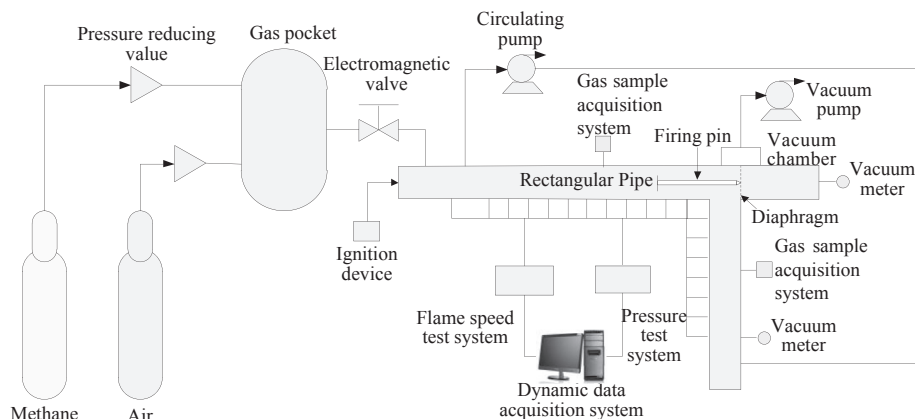 Pressure reducing
value
Gas pocket
Electromagnetic
valve
Circulating
pump
Gas sample
acquisition
system
Firing pin
Vacuum
pump
Vacuum
chamber
Vacuum
meter
Rectangular Pipe
Diaphragm
Ignition
device
Gas sample
acquisition
system
Flame speed
test system
Pressure
test
system
Vacuum
meter
Dynamic data
acquisition system
Methane
Air